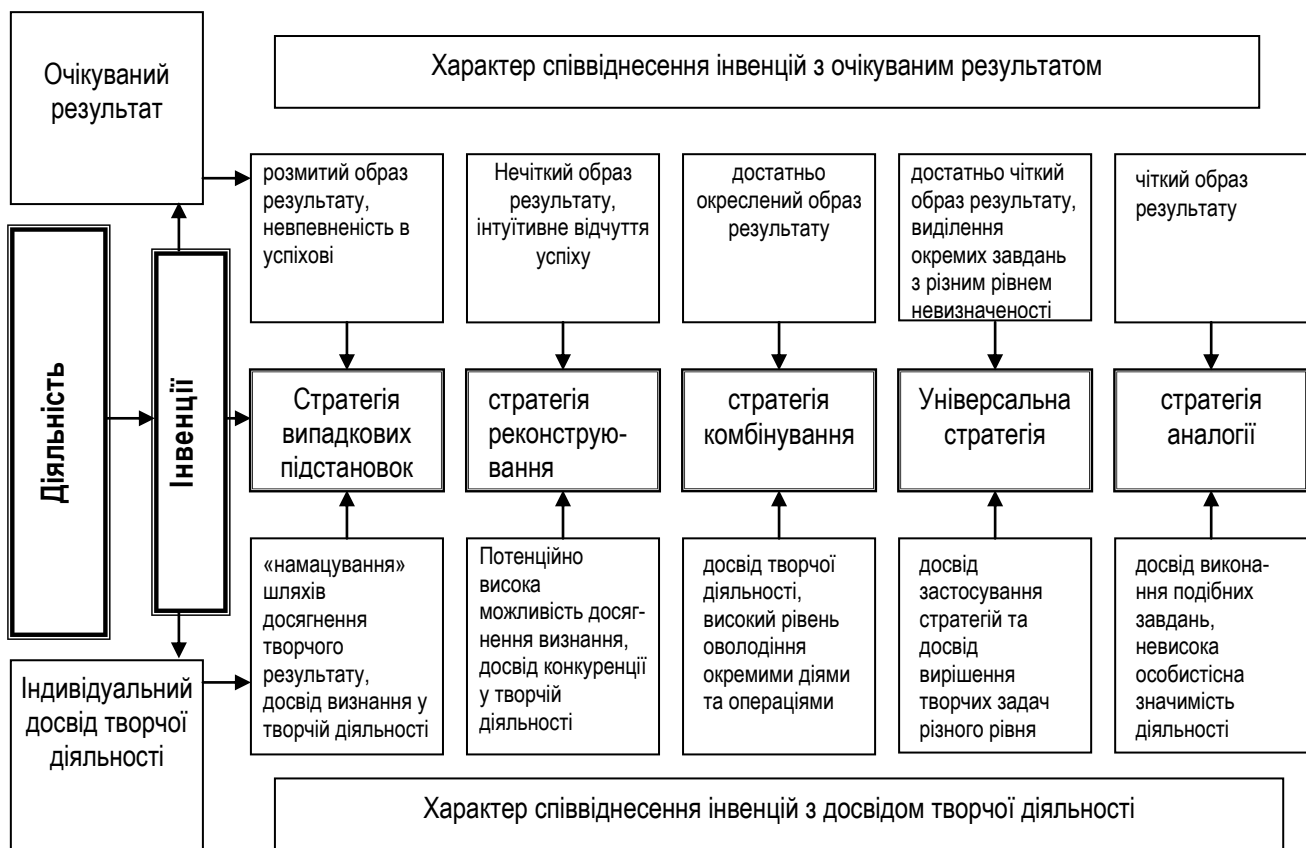 Очікуваний
результат
Характер співвіднесення інвенцій з очікуваним результатом
розмитий образ
результату,
невпевненість в
успіхові
Нечіткий образ
результату,
інтуїтивне відчуття
успіху
достатньо
окреслений образ
результату
достатньо чіткий
образ результату,
виділення
окремих завдань
з різним рівнем
невизначеності
чіткий образ
результату
Діяльність
Інвенції
Стратегія
випадкових
підстановок
стратегія
реконструю-
вання
стратегія
комбінування
Універсальна
стратегія
стратегія
аналогії
«намацування»
шляхів
досягнення
творчого
результату,
досвід визнання у
творчій діяльності
Потенційно
висока
можливість досяг-
нення визнання,
досвід конкуренції
у творчій
діяльності
досвід творчої
діяльності,
високий рівень
оволодіння
окремими діями
та операціями
досвід
застосування
стратегій та
досвід
вирішення
творчих задач
різного рівня
досвід викона-
ння подібних
завдань,
невисока
особистісна
значимість
діяльності
Індивідуальний
досвід творчої
діяльності
Характер співвіднесення інвенцій з досвідом творчої діяльності